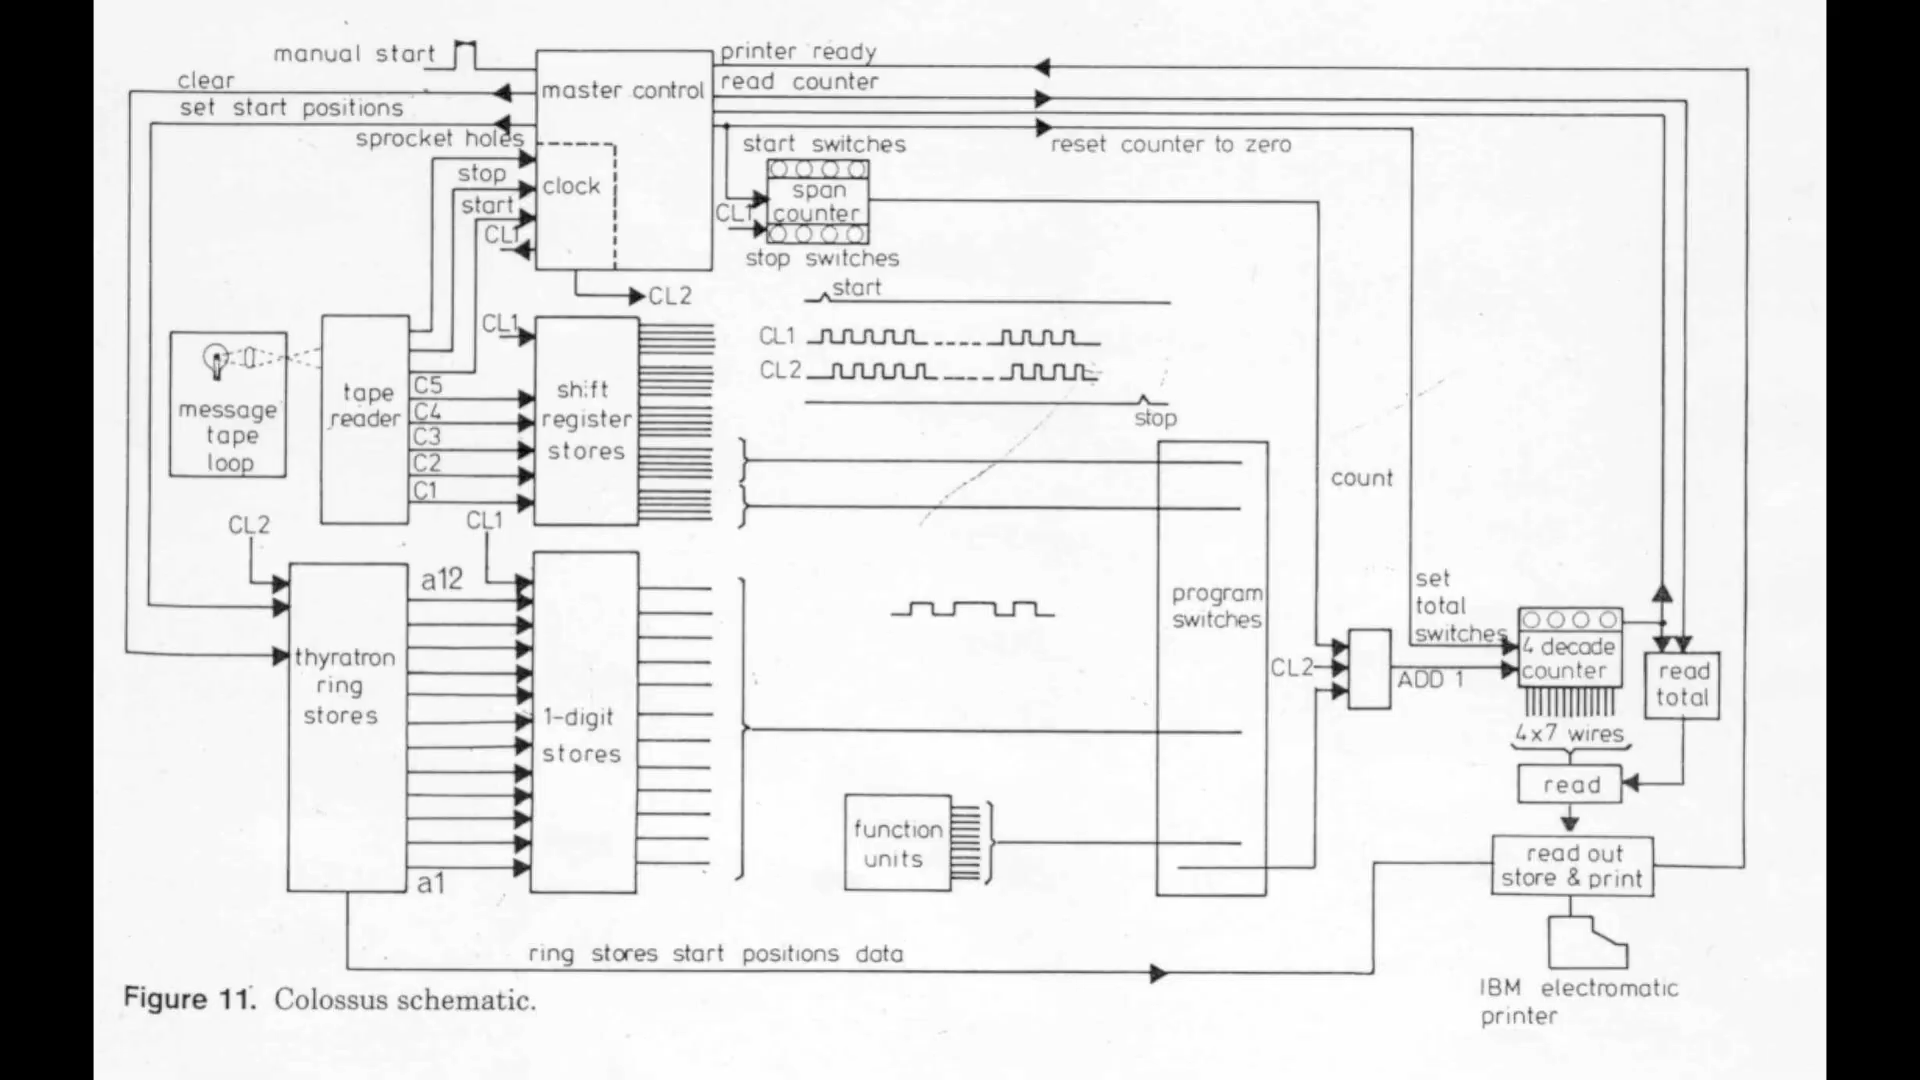 manual start
clear
set start positions
sprocket holes
stop
start
CL1
master control
clock
CL2
printer ready
read counter
reset counter to zero
start switches
span
counter
CL1
stop switches
start
CL1
CL2
stop
message
tape
loop
tape
reader
C5
C4
C3
C2
C1
CL1
shift
register
stores
CL2
CL1
a12
thyratron
ring
stores
a1
1-digit
stores
function
units
program
switches
count
CL2
ADD 1
set
total
switches
4 decade
counter
read
total
4x7 wires
read
read out
store & print
ring stores start positions data
IBM electromatic
printer
Figure 11. Colossus schematic.